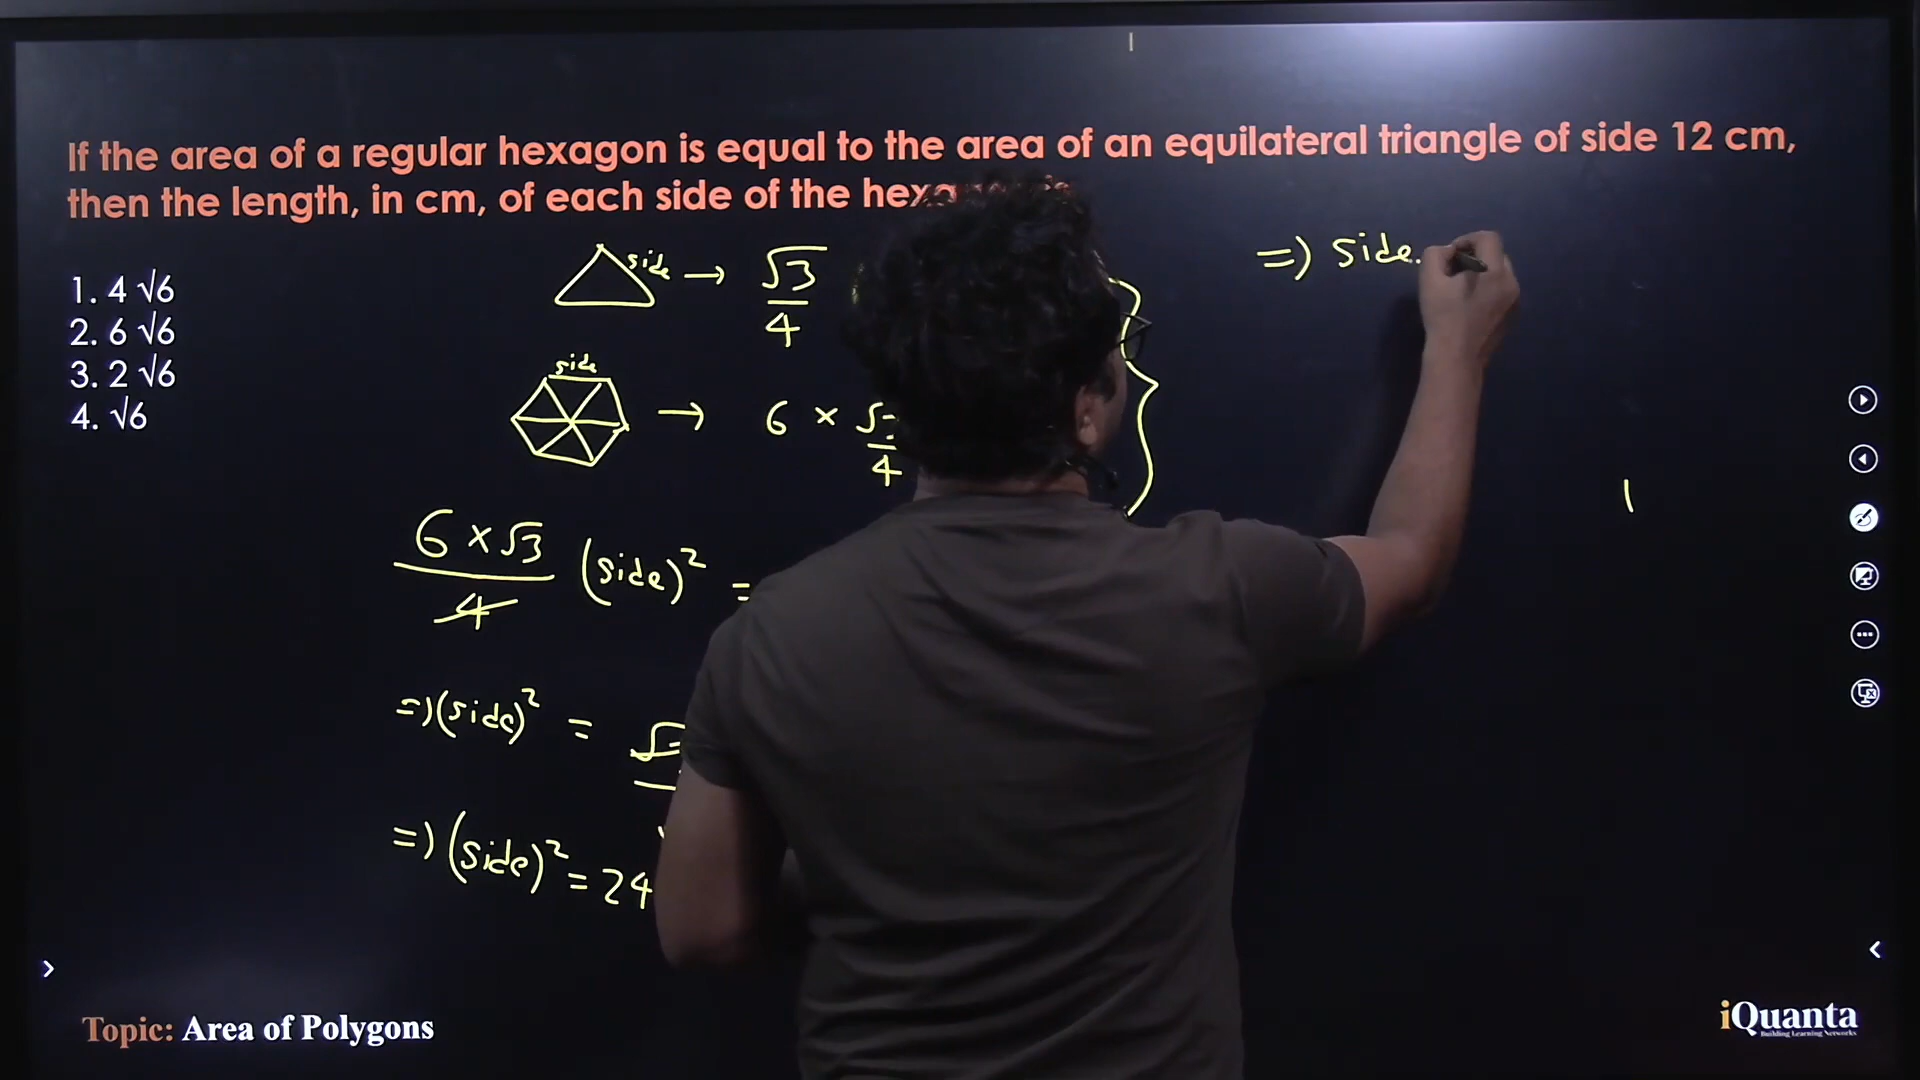 If the area of a regular hexagon is equal to the area of an equilateral triangle of side 12 cm,
then the length, in cm, of each side of the
1. 4 √6
2. 6 √6
3. 2 √6
4. √6
side → √3/4
side → 6 ×
6 × √3/4 (side)² =
=) (side)² =
=) (side)² = 24
=) side
Topic: Area of Polygons
iQuanta
Building Learning Networks